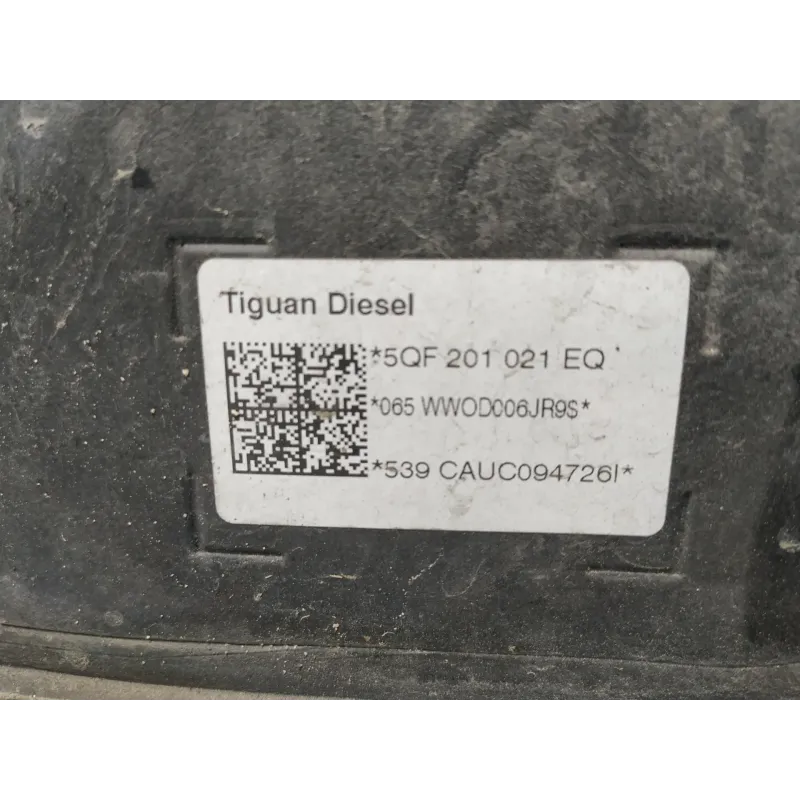 Tiguan Diesel
*5QF 201 021 EQ *
*065 WWOD006JR9S*
*539 CAUC094726I*